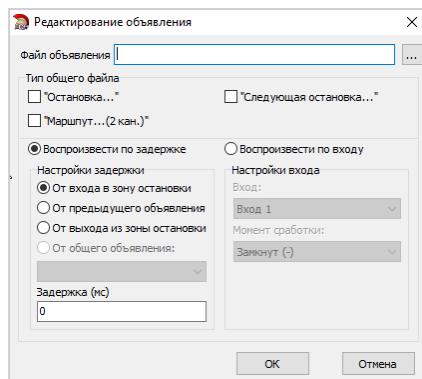 Редактирование объявления
Файл объявления
...
Тип общего файла
"Остановка..."
"Следующая остановка..."
"Маршпут...(2 кан.)"
Воспроизвести по задержке
Воспроизвести по входу
Настройки задержки
От входа в зону остановки
От предыдущего объявления
От выхода из зоны остановки
От общего объявления:
Задержка (мс)
0
Настройки входа
Вход:
Вход 1
Момент сработки:
Замкнут (-)
ОК
Отмена